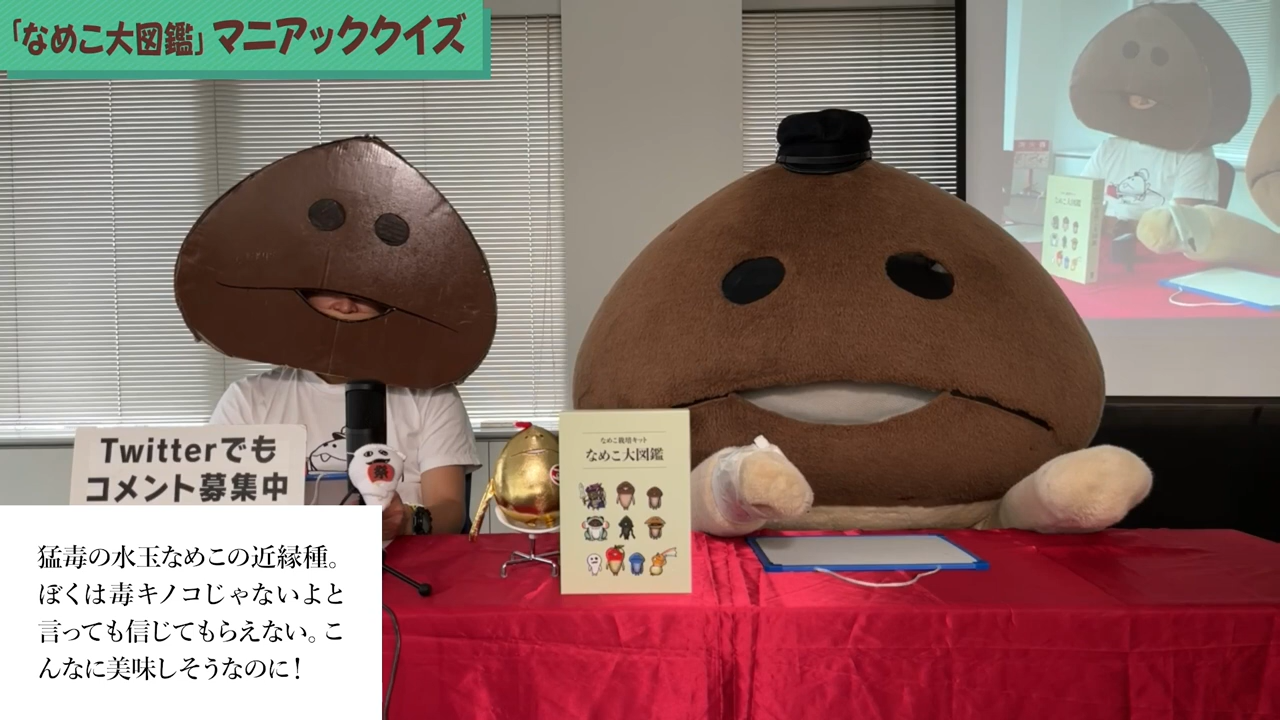 「なめこ大図鑑」マニアッククイズ
Twitterでも
コメント募集中
なめこ栽培キット
なめこ大図鑑
祭
猛毒の水玉なめこの近縁種。
ぼくは毒キノコじゃないよと
言っても信じてもらえない。こ
んなに美味しそうなのに!